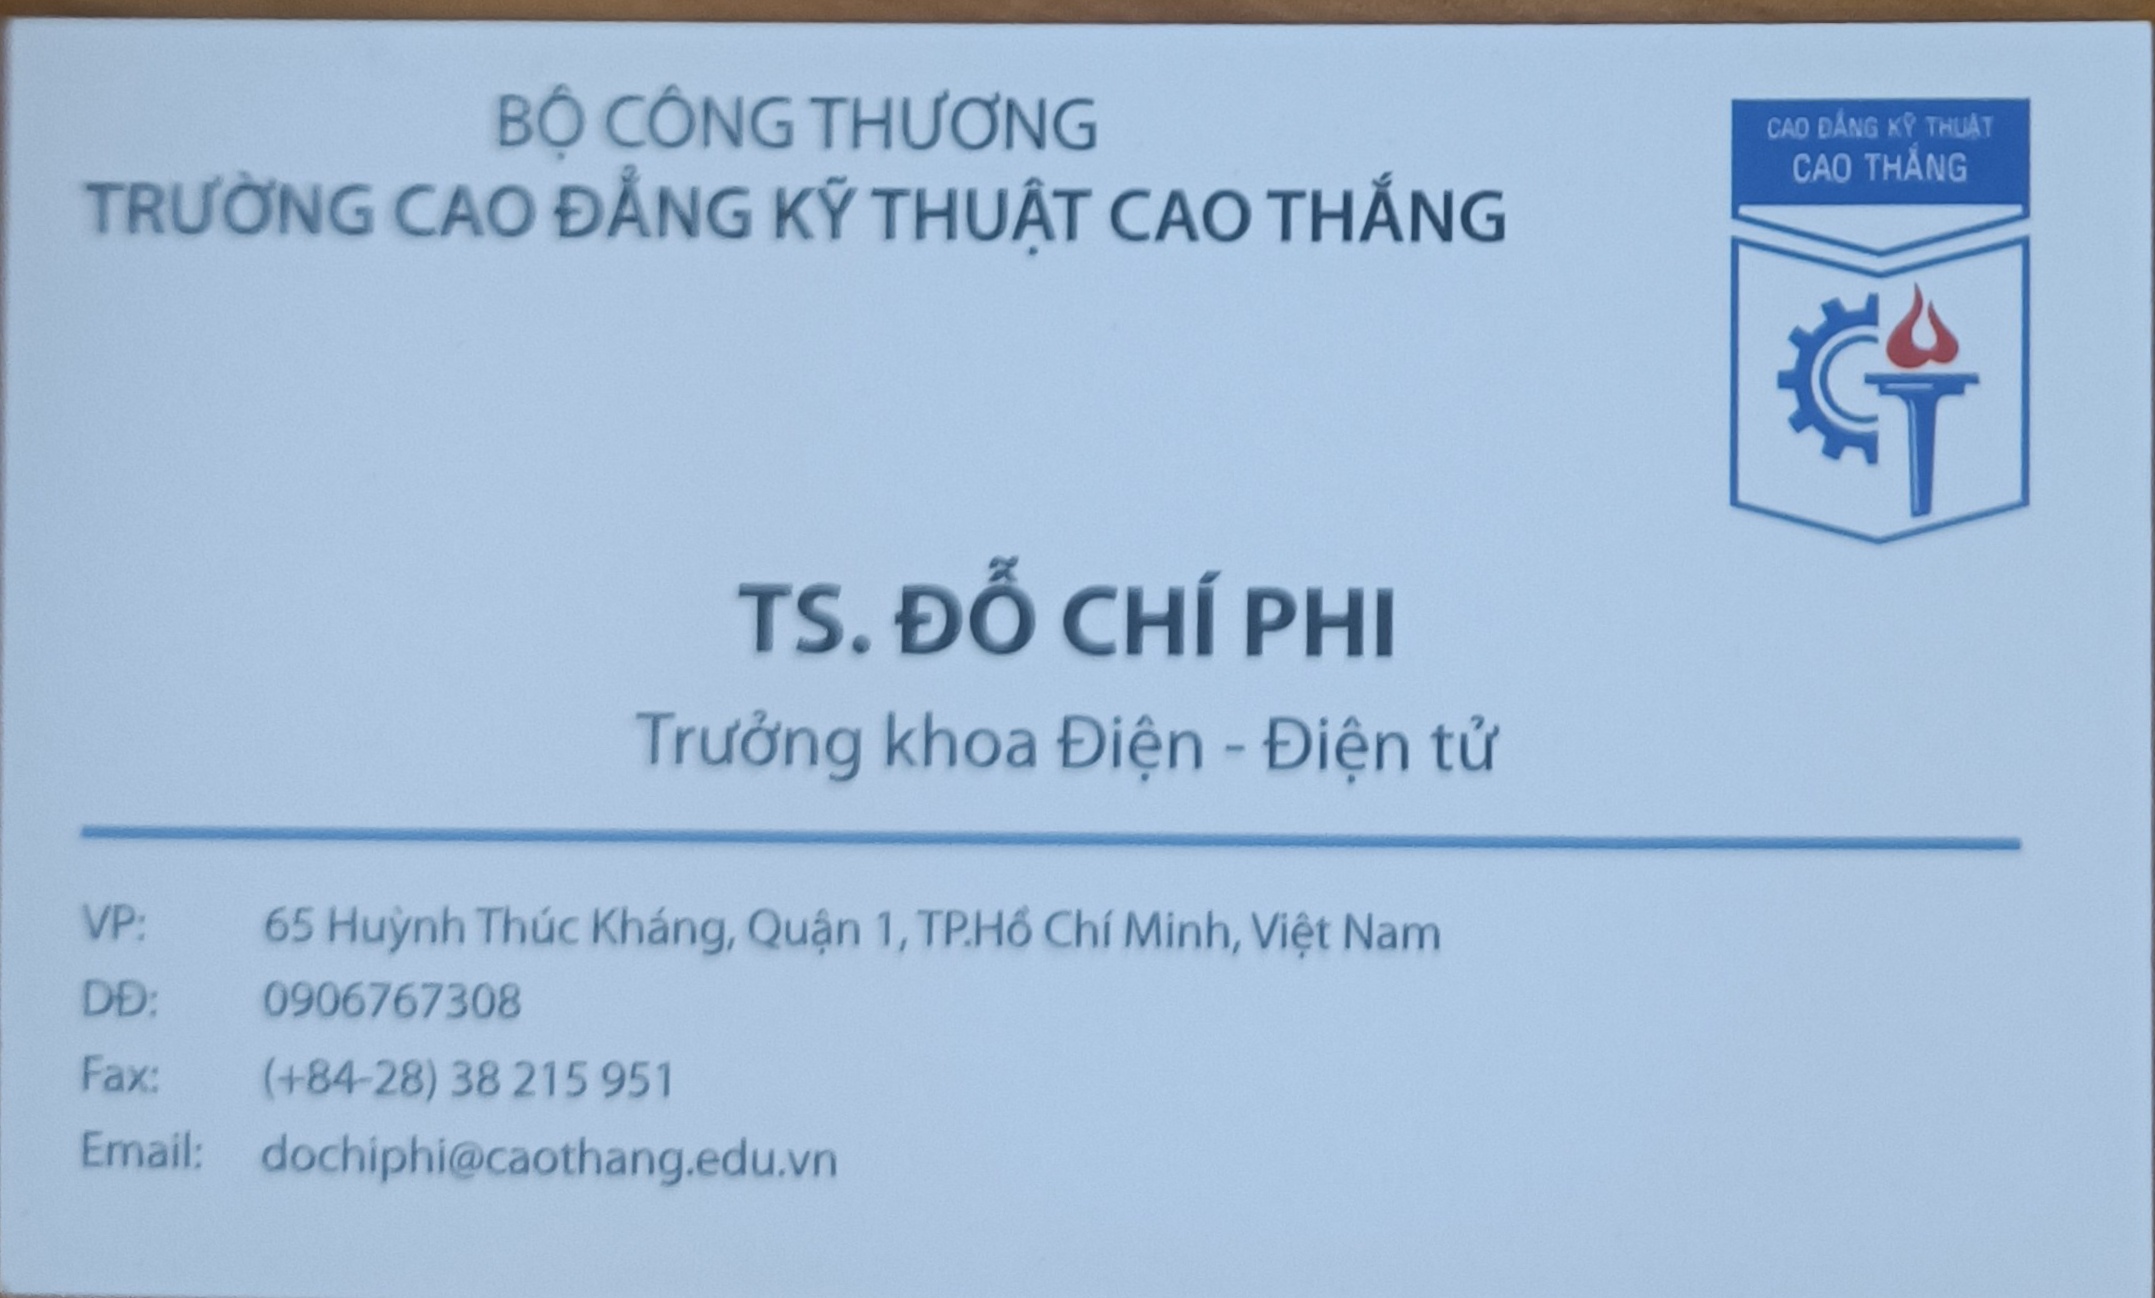 BỘ CÔNG THƯƠNG
TRƯỜNG CAO ĐẲNG KỸ THUẬT CAO THẮNG
CAO ĐẲNG KỸ THUẬT
CAO THẮNG
TS. ĐỖ CHÍ PHI
Trưởng khoa Điện - Điện tử
VP: 65 Huỳnh Thúc Kháng, Quận 1, TP.Hồ Chí Minh, Việt Nam
DĐ: 0906767308
Fax: (+84-28) 38 215 951
Email: dochiphi@caothang.edu.vn